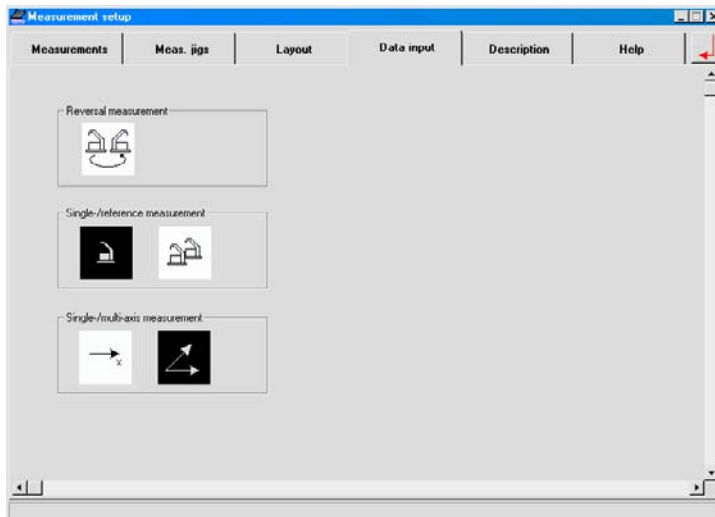 Measurement setup
Measurements Meas. jigs Layout Data input Description Help
Reversal measurement
Single-/reference measurement
Single-/multi-axis measurement
x